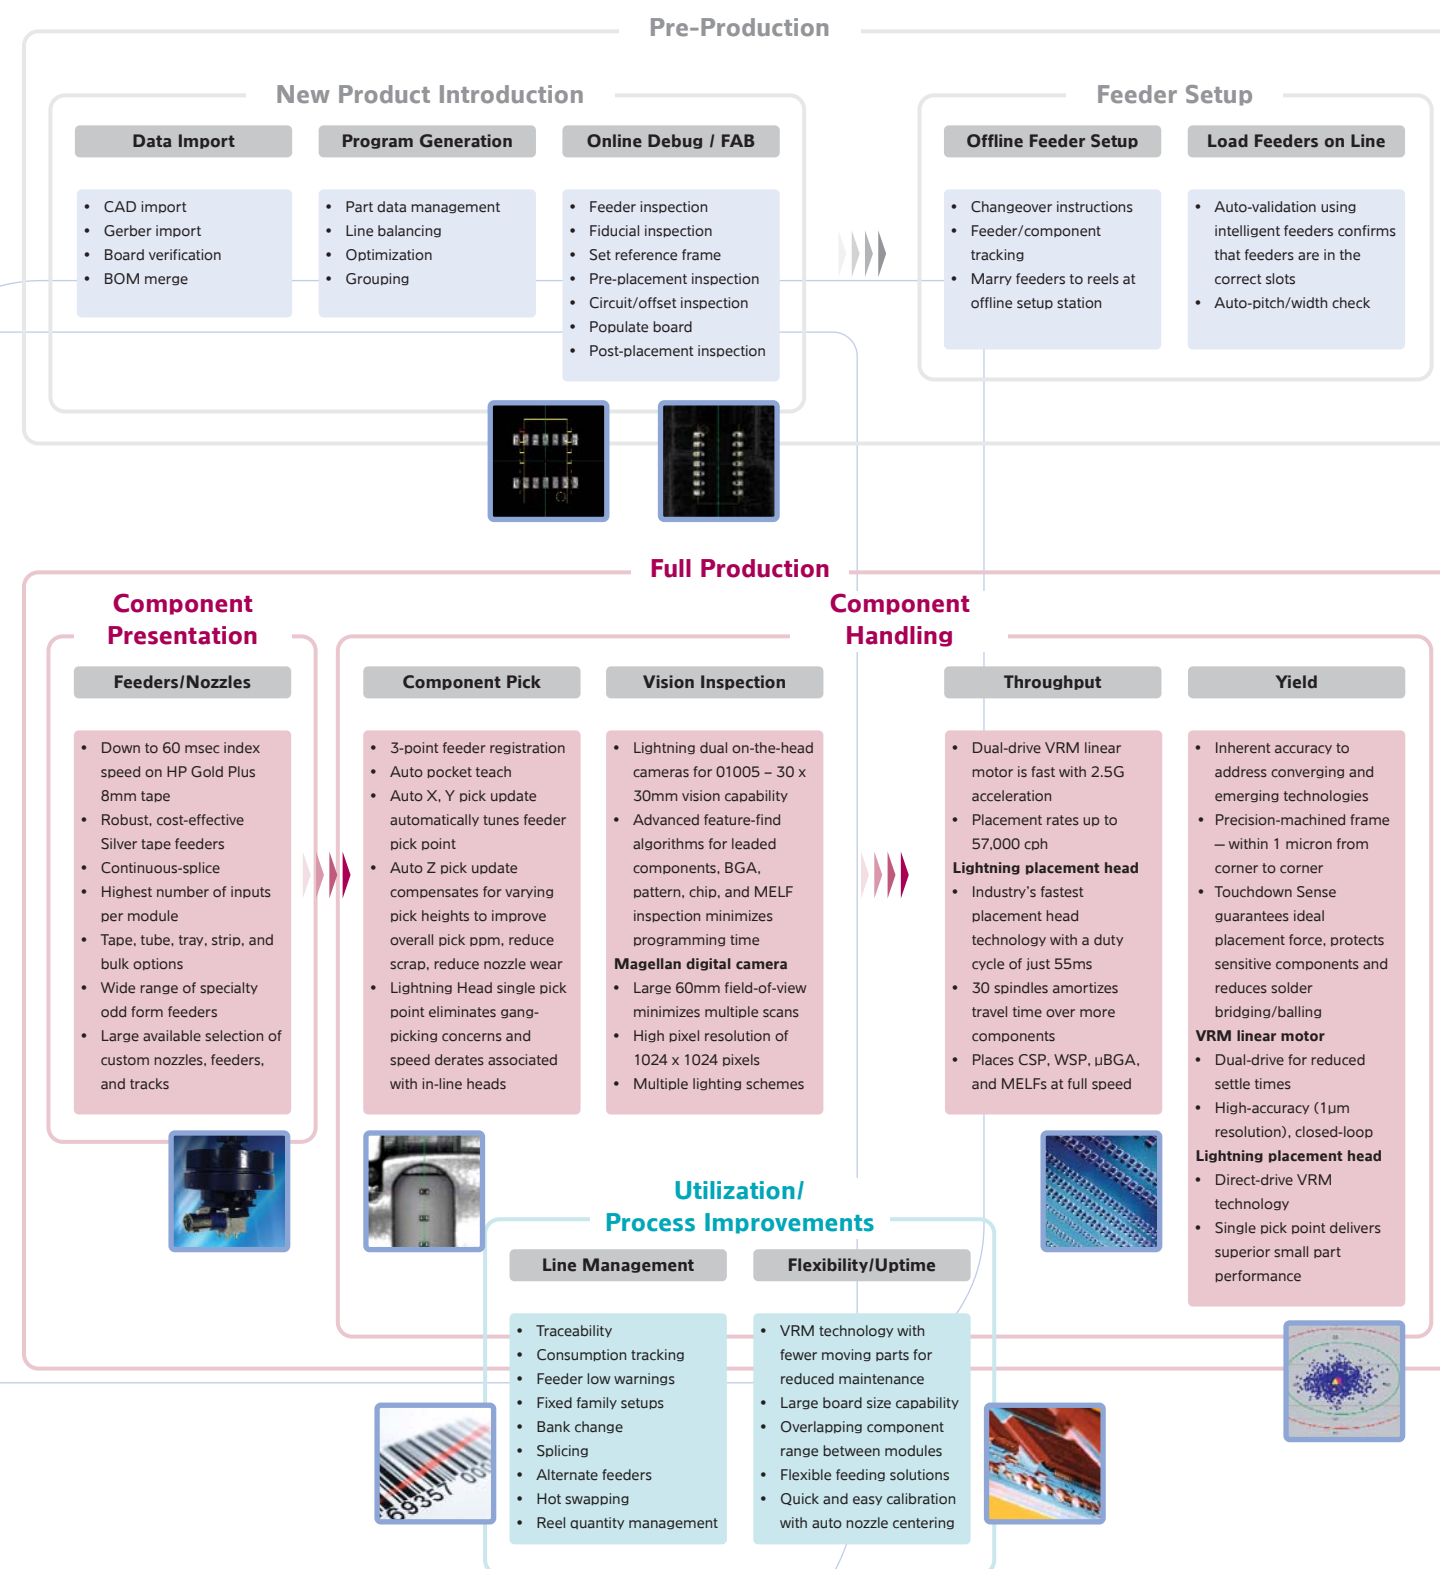 Pre-Production
New Product Introduction
Data Import
• CAD import
• Gerber import
• Board verification
• BOM merge
Program Generation
• Part data management
• Line balancing
• Optimization
• Grouping
Online Debug / FAB
• Feeder inspection
• Fiducial inspection
• Set reference frame
• Pre-placement inspection
• Circuit/offset inspection
• Populate board
• Post-placement inspection
Feeder Setup
Offline Feeder Setup
• Changeover instructions
• Feeder/component
tracking
• Marry feeders to reels at
offline setup station
Load Feeders on Line
• Auto-validation using
intelligent feeders confirms
that feeders are in the
correct slots
• Auto-pitch/width check
Full Production
Component
Presentation
Feeders/Nozzles
• Down to 60 msec index
speed on HP Gold Plus
8mm tape
• Robust, cost-effective
Silver tape feeders
• Continuous-splice
• Highest number of inputs
per module
• Tape, tube, tray, strip, and
bulk options
• Wide range of specialty
odd form feeders
• Large available selection of
custom nozzles, feeders,
and tracks
Component
Handling
Component Pick
• 3-point feeder registration
• Auto pocket teach
• Auto X, Y pick update
automatically tunes feeder
pick point
• Auto Z pick update
compensates for varying
pick heights to improve
overall pick ppm, reduce
scrap, reduce nozzle wear
• Lightning Head single pick
point eliminates gang-
picking concerns and
speed derates associated
with in-line heads
Vision Inspection
• Lightning dual on-the-head
cameras for 01005 – 30 x
30mm vision capability
• Advanced feature-find
algorithms for leaded
components, BGA,
pattern, chip, and MELF
inspection minimizes
programming time
Magellan digital camera
• Large 60mm field-of-view
minimizes multiple scans
• High pixel resolution of
1024 x 1024 pixels
• Multiple lighting schemes
Throughput
• Dual-drive VRM linear
motor is fast with 2.5G
acceleration
• Placement rates up to
57,000 cph
Lightning placement head
• Industry's fastest
placement head
technology with a duty
cycle of just 55ms
• 30 spindles amortizes
travel time over more
components
• Places CSP, WSP, µBGA,
and MELFs at full speed
Yield
• Inherent accuracy to
address converging and
emerging technologies
• Precision-machined frame
— within 1 micron from
corner to corner
• Touchdown Sense
guarantees ideal
placement force, protects
sensitive components and
reduces solder
bridging/balling
VRM linear motor
• Dual-drive for reduced
settle times
• High-accuracy (1µm
resolution), closed-loop
Lightning placement head
• Direct-drive VRM
technology
• Single pick point delivers
superior small part
performance
Utilization/
Process Improvements
Line Management
• Traceability
• Consumption tracking
• Feeder low warnings
• Fixed family setups
• Bank change
• Splicing
• Alternate feeders
• Hot swapping
• Reel quantity management
Flexibility/Uptime
• VRM technology with
fewer moving parts for
reduced maintenance
• Large board size capability
• Overlapping component
range between modules
• Flexible feeding solutions
• Quick and easy calibration
with auto nozzle centering
69357 000